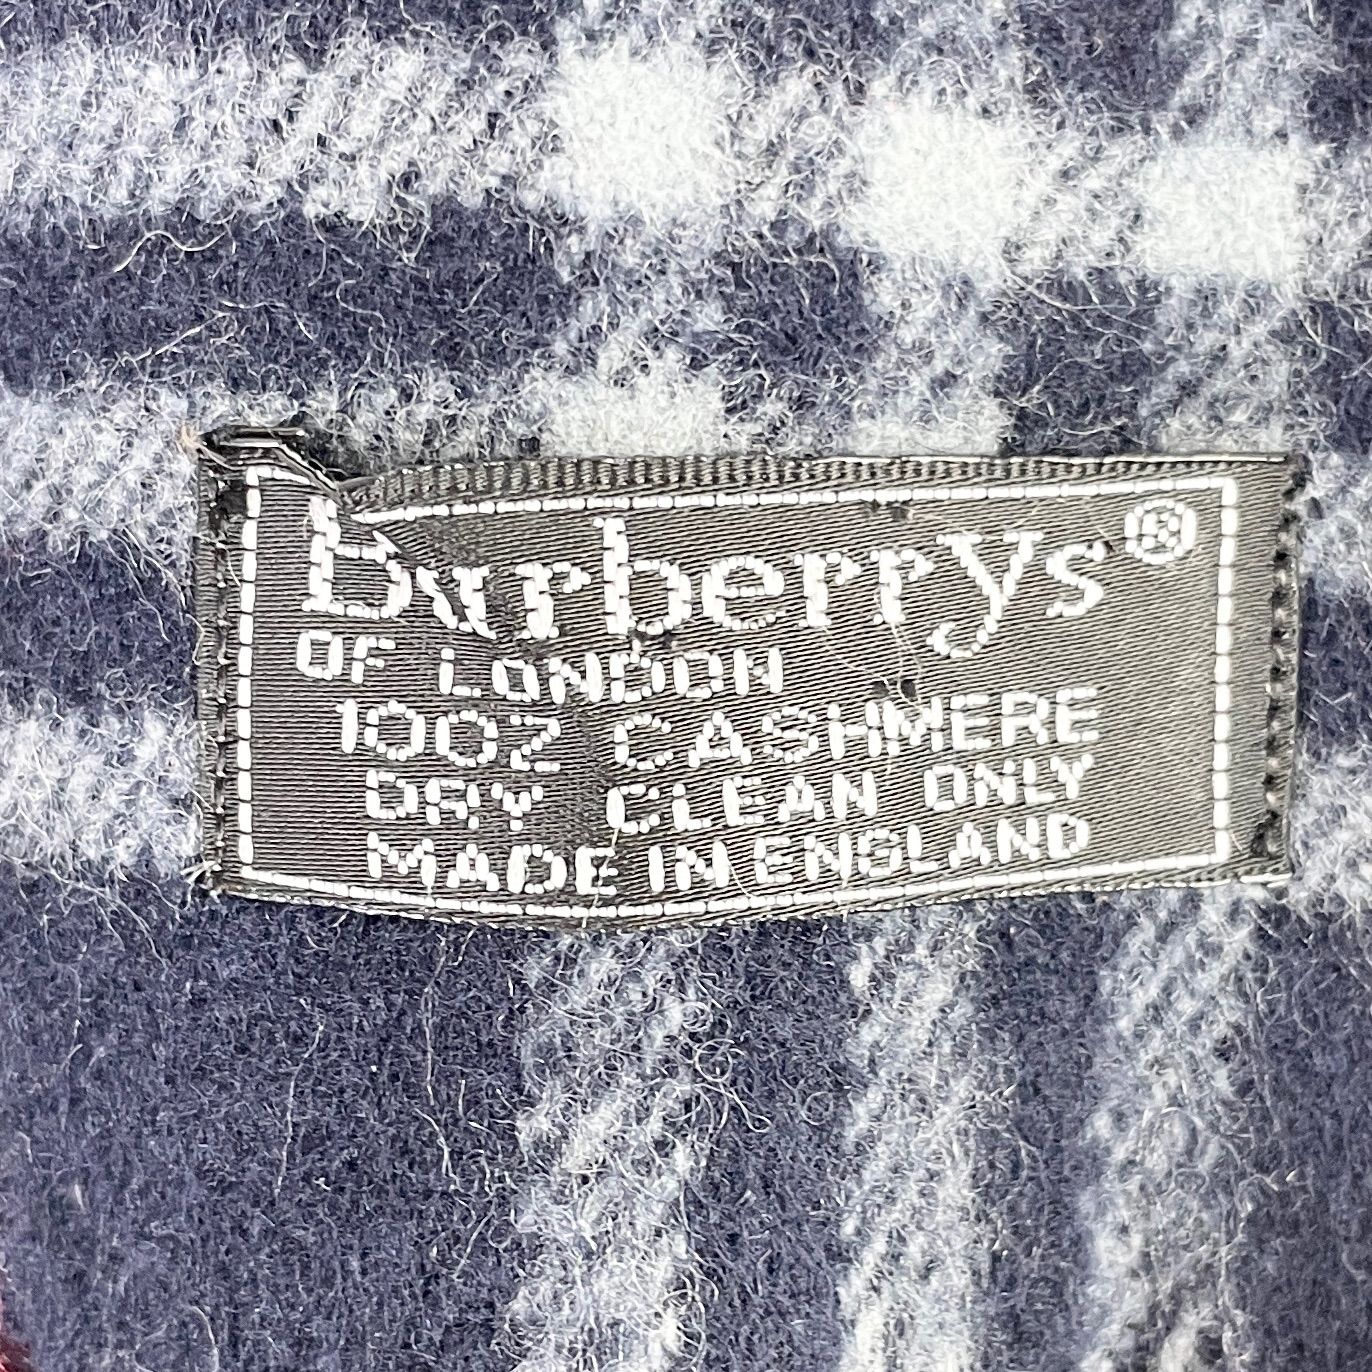 Burberrys®
OF LONDON
100% CASHMERE
DRY CLEAN ONLY
MADE IN ENGLAND